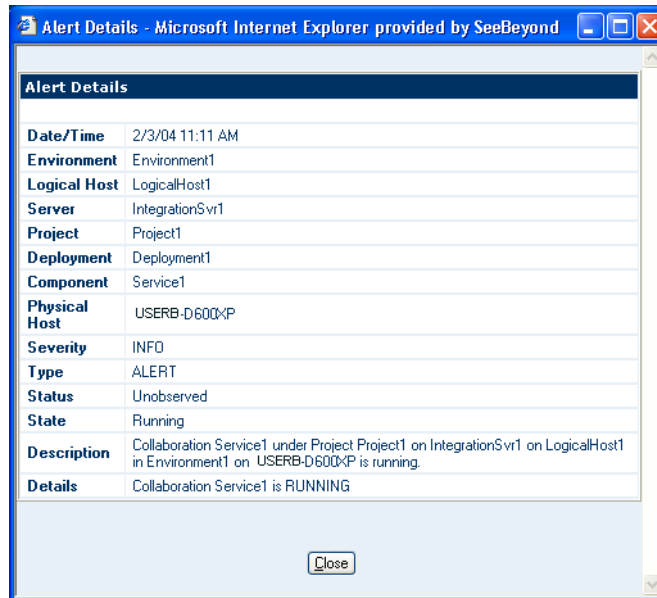 Alert Details - Microsoft Internet Explorer provided by SeeBeyond
Alert Details
Date/Time 2/3/04 11:11 AM
Environment Environment1
Logical Host LogicalHost1
Server IntegrationSvr1
Project Project1
Deployment Deployment1
Component Service1
Physical
Host USERB-D600XP
Severity INFO
Type ALERT
Status Unobserved
State Running
Description Collaboration Service1 under Project Project1 on IntegrationSvr1 on LogicalHost1
in Environment1 on USERB-D600XP is running.
Details Collaboration Service1 is RUNNING
Close